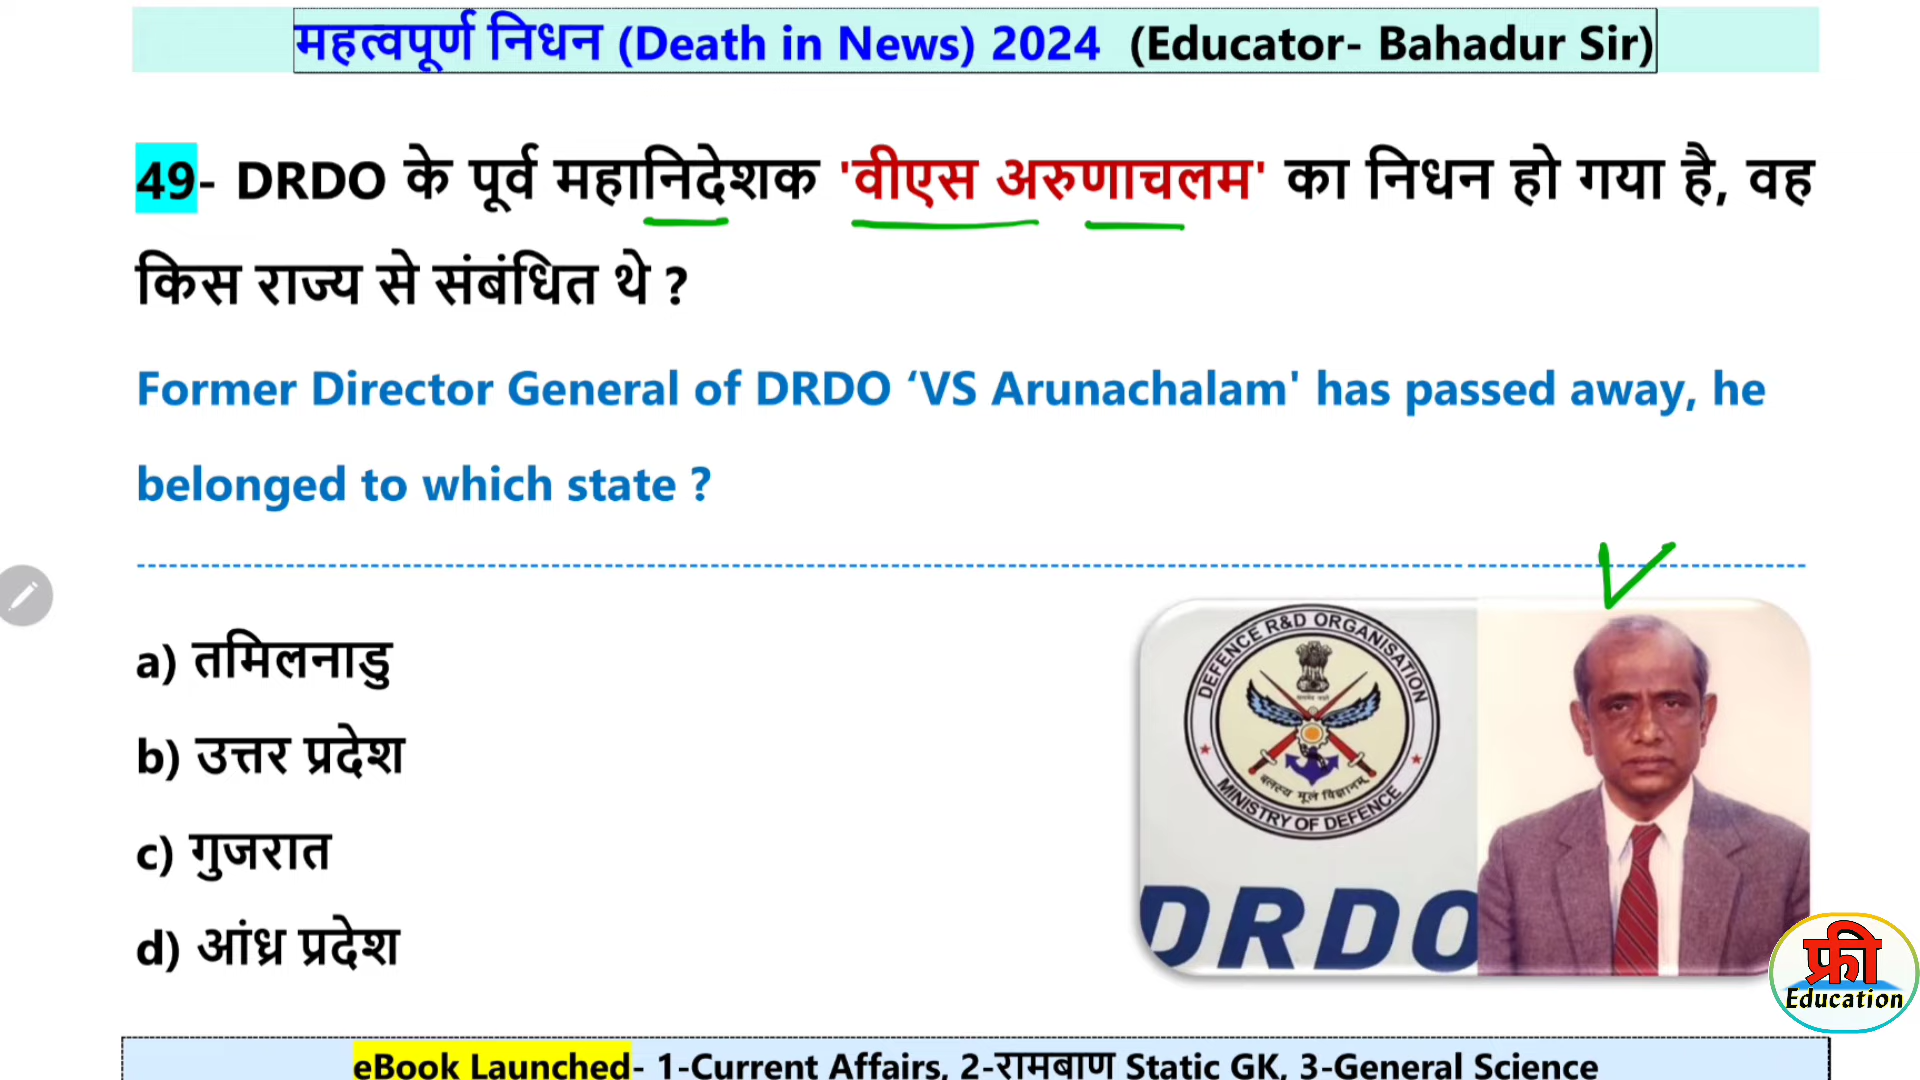 महत्वपूर्ण निधन (Death in News) 2024 (Educator- Bahadur Sir)
49- DRDO के पूर्व महानिदेशक 'वीएस अरुणाचलम' का निधन हो गया है, वह
किस राज्य से संबंधित थे ?
Former Director General of DRDO ‘VS Arunachalam' has passed away, he
belonged to which state ?
a) तमिलनाडु
b) उत्तर प्रदेश
c) गुजरात
d) आंध्र प्रदेश
DEFENCE R&D ORGANISATION
बलस्य मूलं विज्ञानम्
MINISTRY OF DEFENCE
DRDO
फ्री
Education
eBook Launched- 1-Current Affairs, 2-रामबाण Static GK, 3-General Science